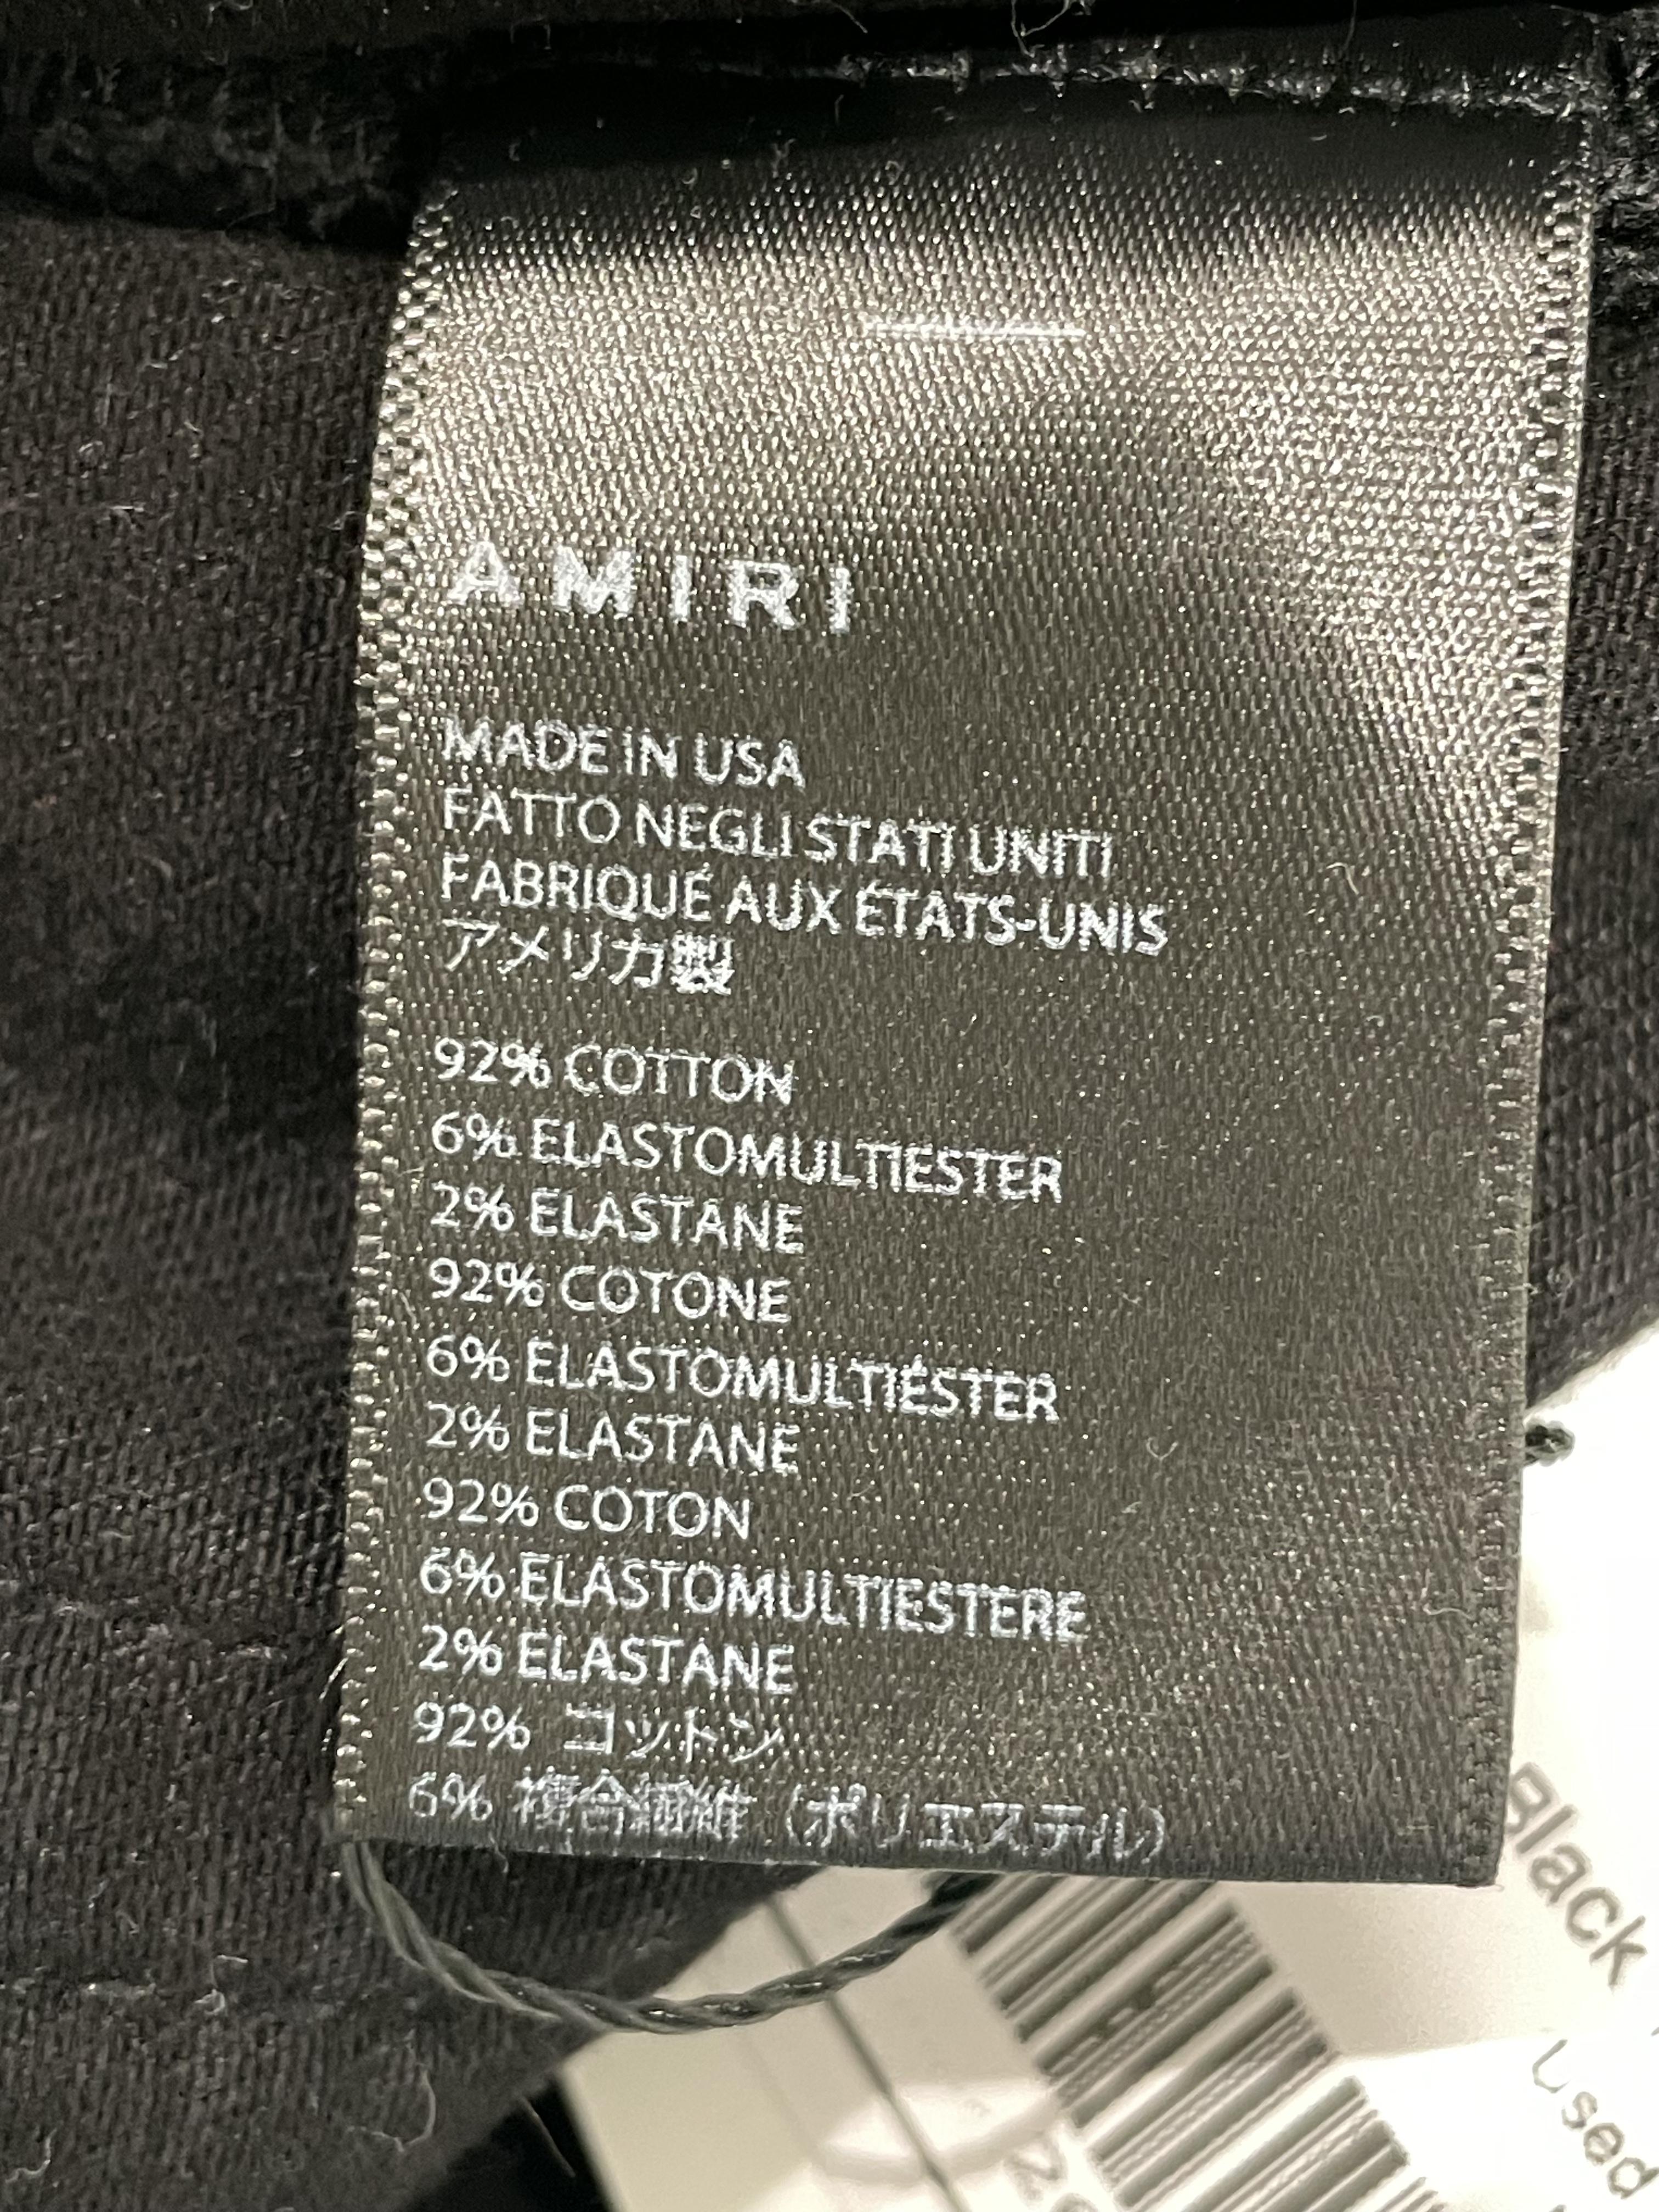 AMIRI
MADE IN USA
FATTO NEGLI STATI UNITI
FABRIQUÉ AUX ÉTATS-UNIS
アメリカ製
92% COTTON
6% ELASTOMULTIESTER
2% ELASTANE
92% COTONE
6% ELASTOMULTIÉSTER
2% ELASTANE
92% COTON
6% ELASTOMULTIESTERE
2% ELASTANE
92% コットン
6% 複合繊維（ポリエステル）
Black
Used